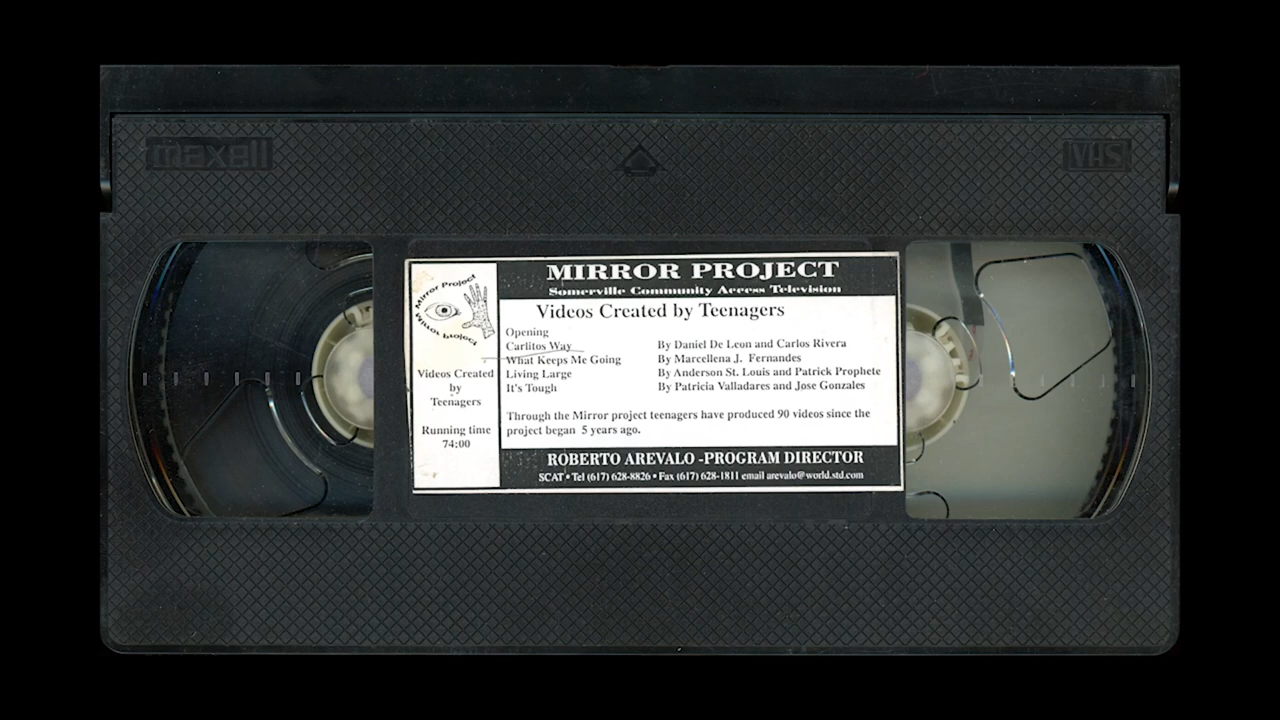 maxell
VHS
MIRROR PROJECT
Somerville Community Access Television
Mirror Project
Mirror Project
Videos Created
by
Teenagers
Running time
74:00
Videos Created by Teenagers
Opening
Carlitos Way By Daniel De Leon and Carlos Rivera
What Keeps Me Going By Marcellena J. Fernandes
Living Large By Anderson St. Louis and Patrick Prophete
It's Tough By Patricia Valladares and Jose Gonzales
Through the Mirror project teenagers have produced 90 videos since the
project began 5 years ago.
ROBERTO AREVALO -PROGRAM DIRECTOR
SCAT • Tel (617) 628-8826 • Fax (617) 628-1811 email arevalo@world.std.com